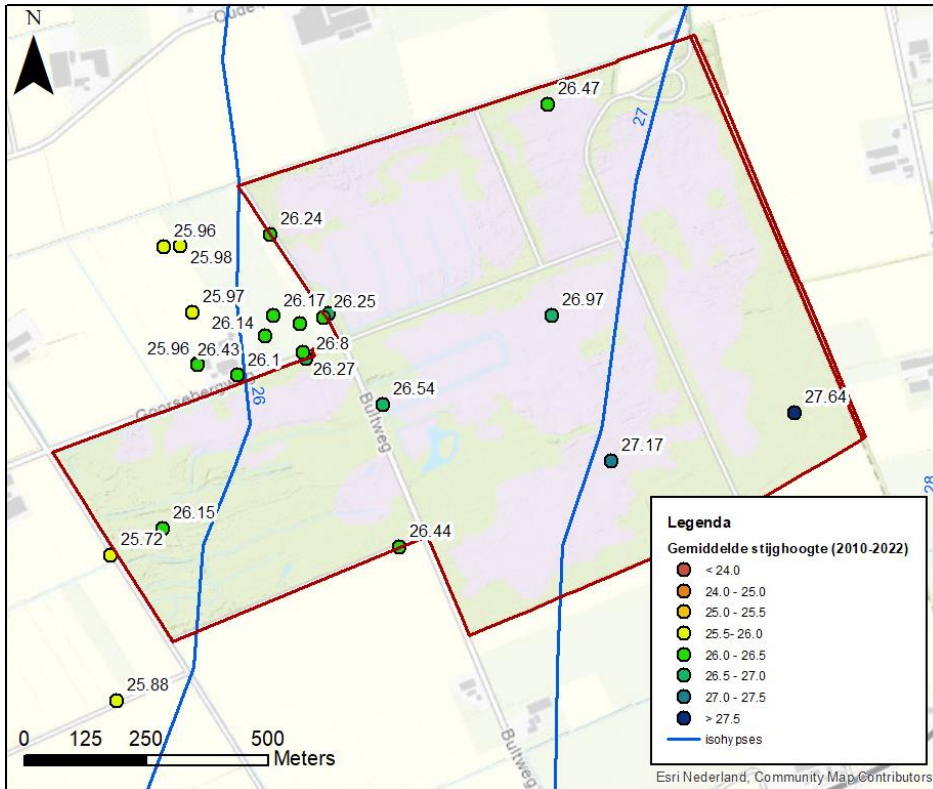 N
Oude
26.47
27
26.24
25.96
25.98
25.97
26.17
26.25
26.14
26.97
25.96
26.43
26.1
26.8
26.27
Goorsebergweg
26
26.54
Bultweg
27.64
27.17
28
26.15
26.44
25.72
25.88
Bultweg
0 125 250 500
Meters
Legenda
Gemiddelde stijghoogte (2010-2022)
< 24.0
24.0 - 25.0
25.0 - 25.5
25.5- 26.0
26.0 - 26.5
26.5 - 27.0
27.0 - 27.5
> 27.5
isohypses
Esri Nederland, Community Map Contributors